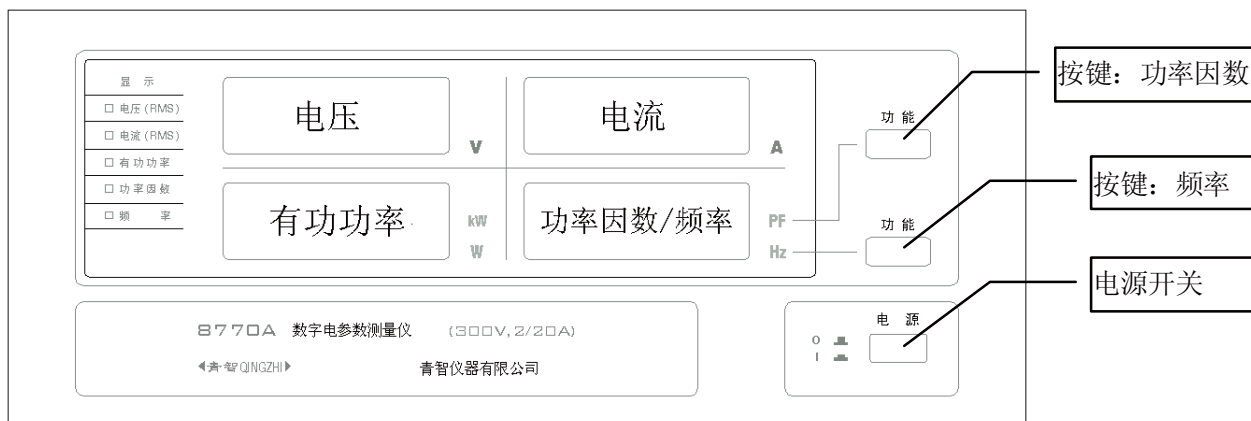 显 示
□ 电压 (RMS)
□ 电流 (RMS)
□ 有功功率
□ 功率因数
□ 频 率
电压
V
电流
A
有功功率
kW
W
功率因数/频率
PF
Hz
功 能
功 能
按键：功率因数
按键：频率
电源开关
8770A 数字电参数测量仪 (300V,2/20A)
青智QINGZHI 青智仪器有限公司
电 源
O
I